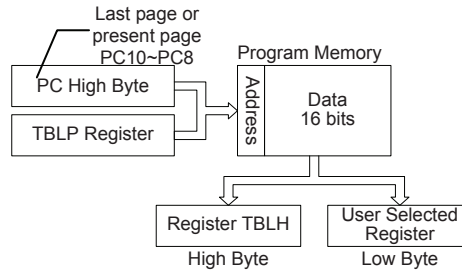 Last page or
present page
PC10~PC8
PC High Byte
TBLP Register
Program Memory
Address
Data
16 bits
Register TBLH
High Byte
User Selected
Register
Low Byte